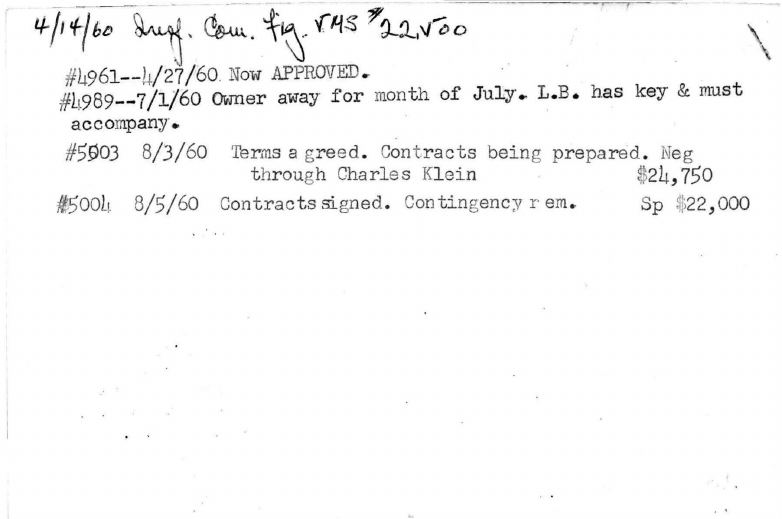 4/14/60 Com. Fig. VMS #22,500
#4961--4/27/60. Now APPROVED.
#4989--7/1/60 Owner away for month of July. L.B. has key & must
accompany.
#5003 8/3/60 Terms a greed. Contracts being prepared. Neg
through Charles Klein $24,750
#5004 8/5/60 Contracts signed. Contingency r em. Sp $22,000